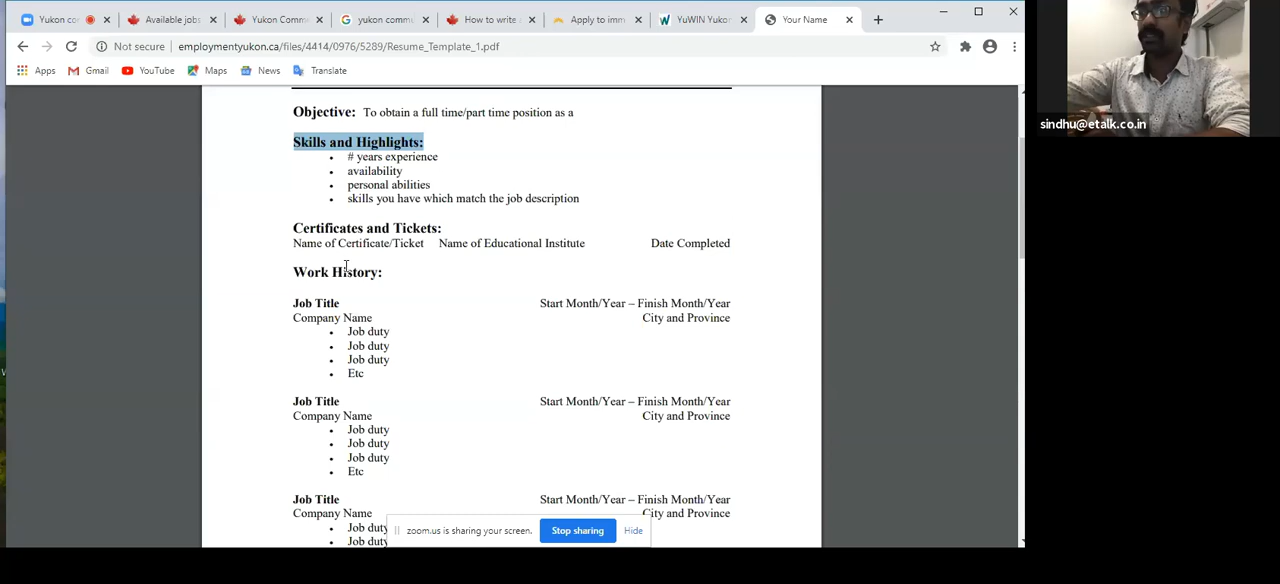 Yukon co
Available jobs
Yukon Comm
yukon commu
How to write a
Apply to imm
YuWIN Yukon
Your Name
Not secure
employmentyukon.ca/files/4414/0976/5289/Resume_Template_1.pdf
Apps
Gmail
YouTube
Maps
News
Translate
sindhu@etalk.co.in
Objective: To obtain a full time/part time position as a
Skills and Highlights:
• # years experience
• availability
• personal abilities
• skills you have which match the job description
Certificates and Tickets:
Name of Certificate/Ticket Name of Educational Institute Date Completed
Work History:
Job Title Start Month/Year – Finish Month/Year
Company Name City and Province
• Job duty
• Job duty
• Job duty
• Etc
Job Title Start Month/Year – Finish Month/Year
Company Name City and Province
• Job duty
• Job duty
• Job duty
• Etc
Job Title Start Month/Year – Finish Month/Year
Company Name City and Province
• Job duty
• Job duty
zoom.us is sharing your screen. Stop sharing Hide